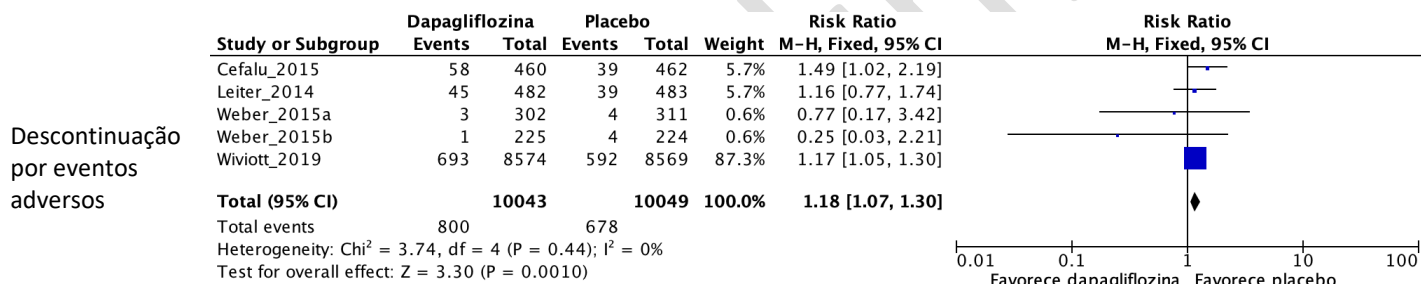 Dapagliflozina Placebo Risk Ratio Risk Ratio
Study or Subgroup Events Total Events Total Weight M-H, Fixed, 95% CI M-H, Fixed, 95% CI
Cefalu_2015 58 460 39 462 5.7% 1.49 [1.02, 2.19]
Leiter_2014 45 482 39 483 5.7% 1.16 [0.77, 1.74]
Weber_2015a 3 302 4 311 0.6% 0.77 [0.17, 3.42]
Weber_2015b 1 225 4 224 0.6% 0.25 [0.03, 2.21]
Wiviott_2019 693 8574 592 8569 87.3% 1.17 [1.05, 1.30]
Descontinuação
por eventos
adversos
Total (95% CI) 10043 10049 100.0% 1.18 [1.07, 1.30]
Total events 800 678
Heterogeneity: Chi² = 3.74, df = 4 (P = 0.44); I² = 0%
Test for overall effect: Z = 3.30 (P = 0.0010)
0.01 0.1 1 10 100
Favorece dapagliflozina Favorece placebo